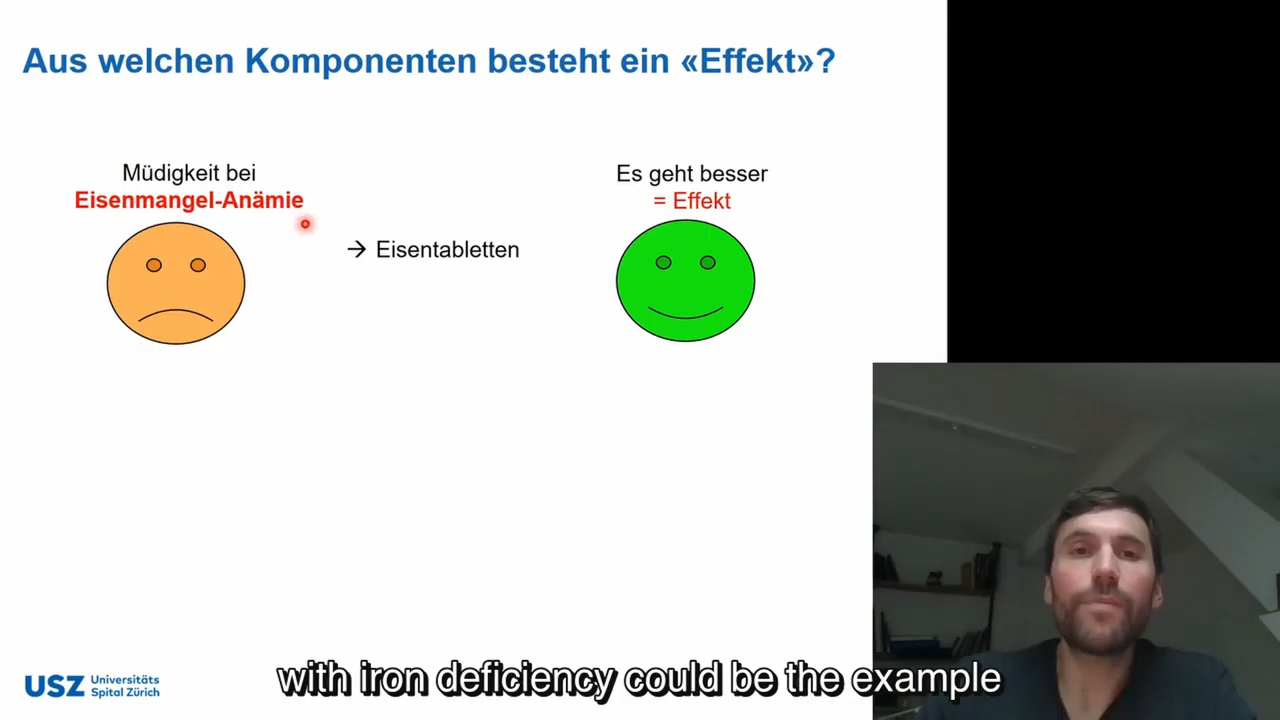 Aus welchen Komponenten besteht ein «Effekt»?
Müdigkeit bei
Eisenmangel-Anämie
→ Eisentabletten
Es geht besser
= Effekt
USZ Universitäts
Spital Zürich
with iron deficiency could be the example